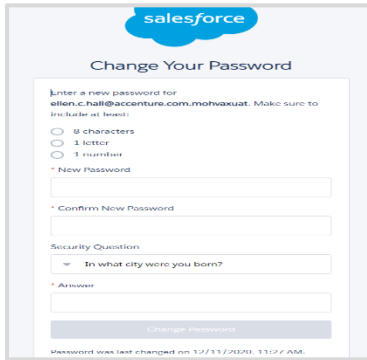 salesforce
Change Your Password
Enter a new password for
ellen.c.hall@accenture.com.mohvaxuat. Make sure to
include at least:
8 characters
1 letter
1 number
* New Password
* Confirm New Password
Security Question
In what city were you born?
* Answer
Change Password
Password was last changed on 12/11/2020, 11:27 AM.